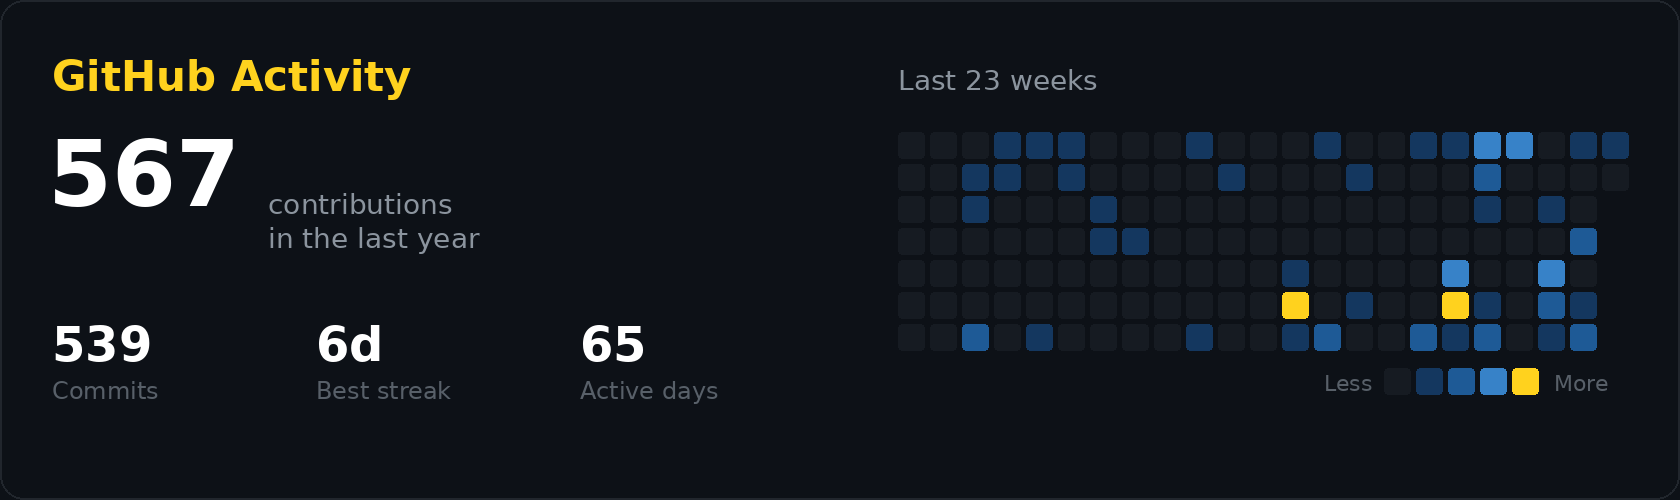 GitHub Activity
567
contributions
in the last year
539
Commits
6d
Best streak
65
Active days
Last 23 weeks
Less
More